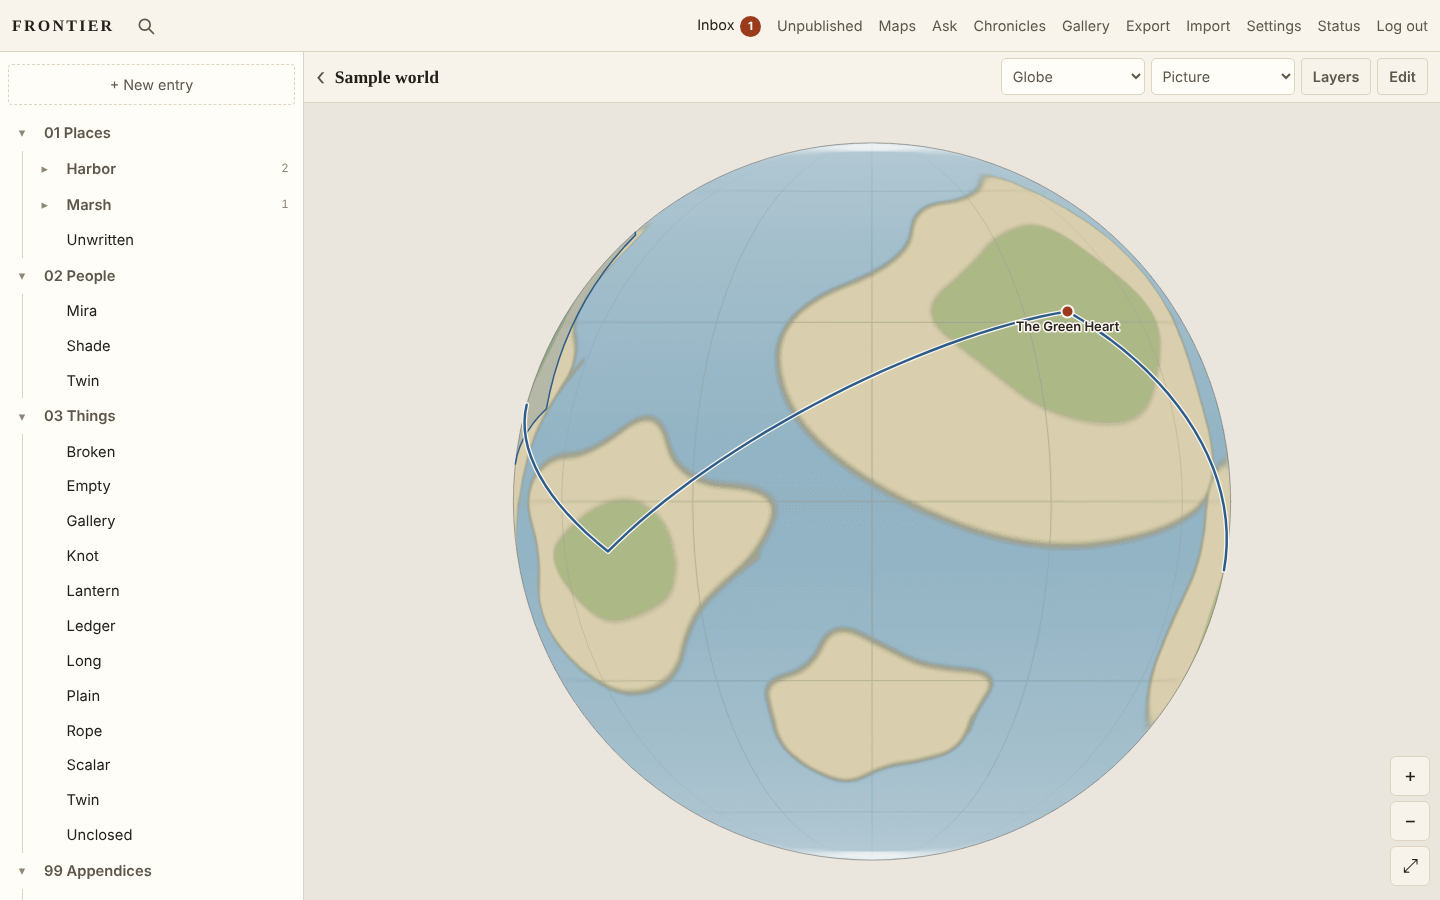 FRONTIER
Inbox 1 Unpublished Maps Ask Chronicles Gallery Export Import Settings Status Log out
+ New entry
01 Places
Harbor 2
Marsh 1
Unwritten
02 People
Mira
Shade
Twin
03 Things
Broken
Empty
Gallery
Knot
Lantern
Ledger
Long
Plain
Rope
Scalar
Twin
Unclosed
99 Appendices
Sample world
Globe Picture Layers Edit
The Green Heart
+
−